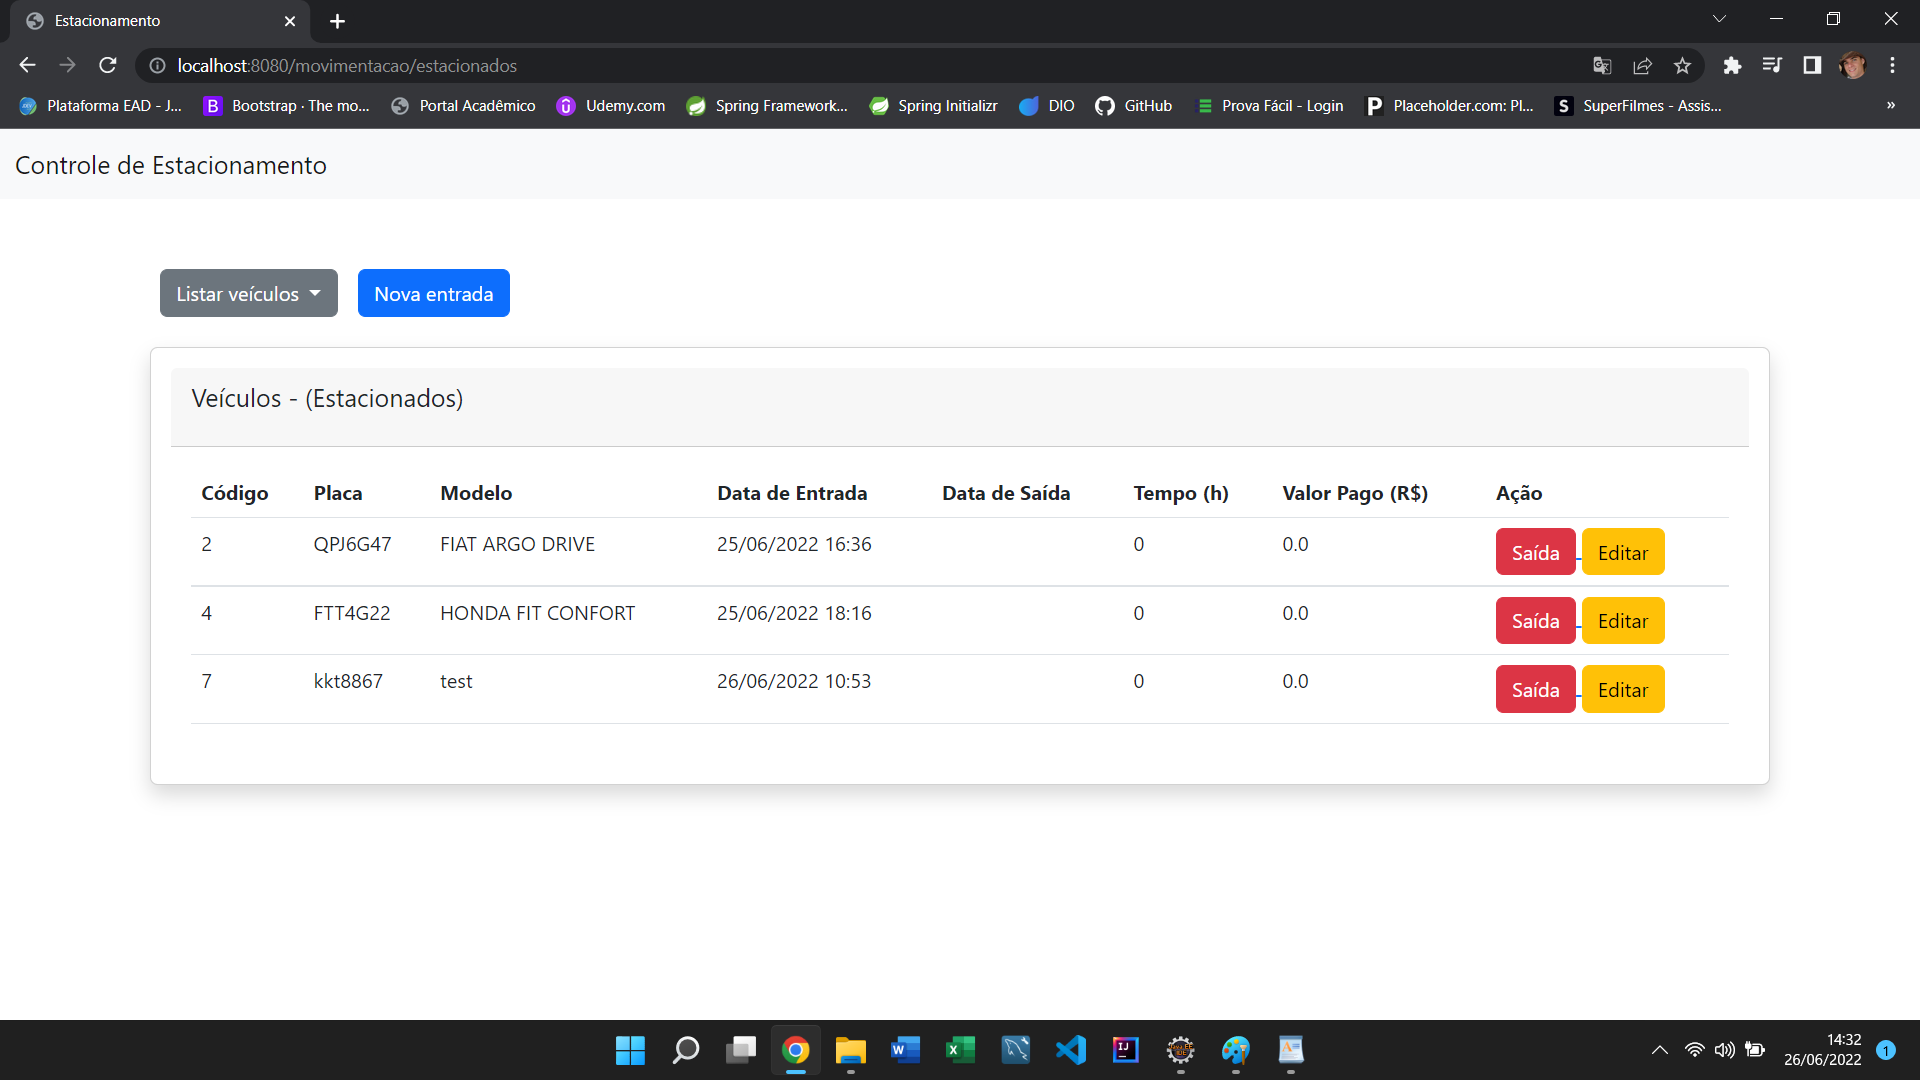 Estacionamento
localhost:8080/movimentacao/estacionados
Plataforma EAD - J... Bootstrap · The mo... Portal Acadêmico Udemy.com Spring Framework... Spring Initializr DIO GitHub Prova Fácil - Login Placeholder.com: Pl... SuperFilmes - Assis... »
Controle de Estacionamento
Listar veículos Nova entrada
Veículos - (Estacionados)
Código Placa Modelo Data de Entrada Data de Saída Tempo (h) Valor Pago (R$) Ação
2 QPJ6G47 FIAT ARGO DRIVE 25/06/2022 16:36 0 0.0 Saída Editar
4 FTT4G22 HONDA FIT CONFORT 25/06/2022 18:16 0 0.0 Saída Editar
7 kkt8867 test 26/06/2022 10:53 0 0.0 Saída Editar
14:32
26/06/2022 1